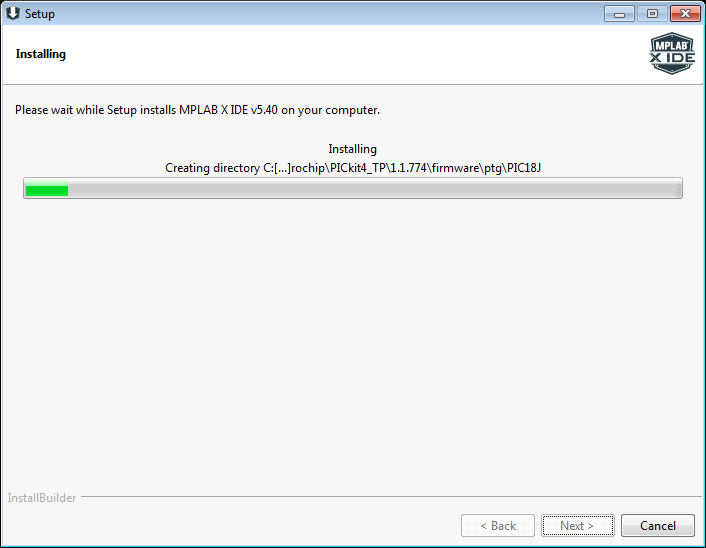 Setup
Installing
MPLAB
X IDE
Please wait while Setup installs MPLAB X IDE v5.40 on your computer.
Installing
Creating directory C:[...]rochip\PICkit4_TP\1.1.774\firmware\ptg\PIC18J
InstallBuilder
< Back
Next >
Cancel